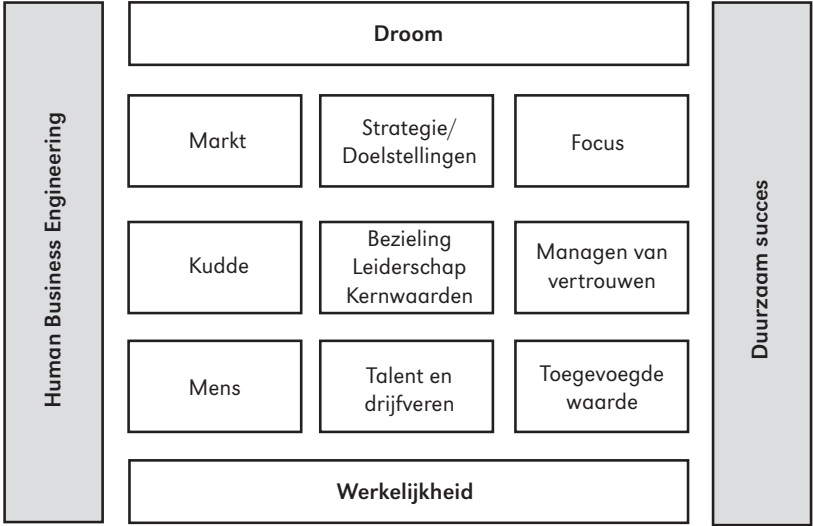 Human Business Engineering
Droom
Markt
Strategie/
Doelstellingen
Focus
Kudde
Bezieling
Leiderschap
Kernwaarden
Managen van
vertrouwen
Mens
Talent en
drijfveren
Toegevoegde
waarde
Werkelijkheid
Duurzaam succes